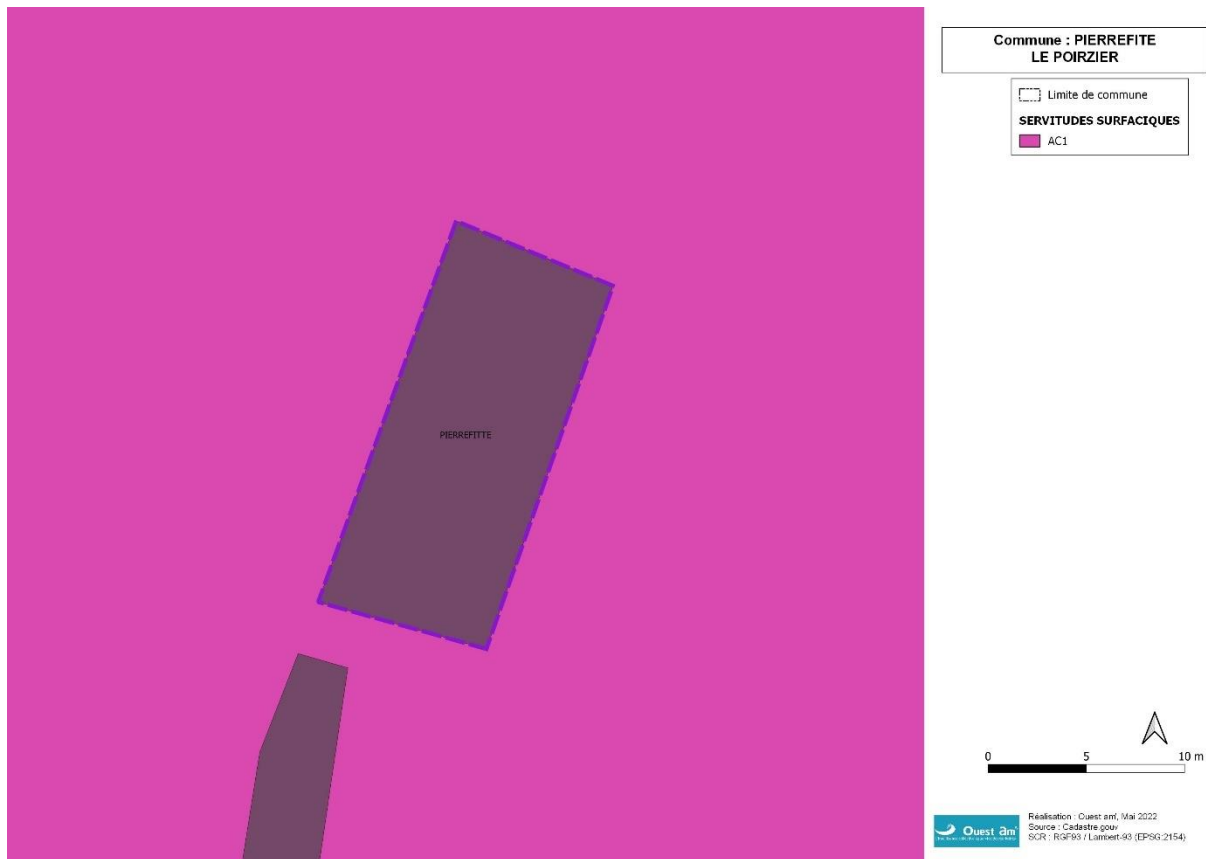 Commune : PIERREFITE
LE POIRZIER
Limite de commune
SERVITUDES SURFACIQUES
AC1
PIERREFITTE
0 5 10 m
Ouest am'
Réalisation : Ouest am', Mai 2022
Source : Cadastre.gouv
SCR : RGF93 / Lambert-93 (EPSG:2154)